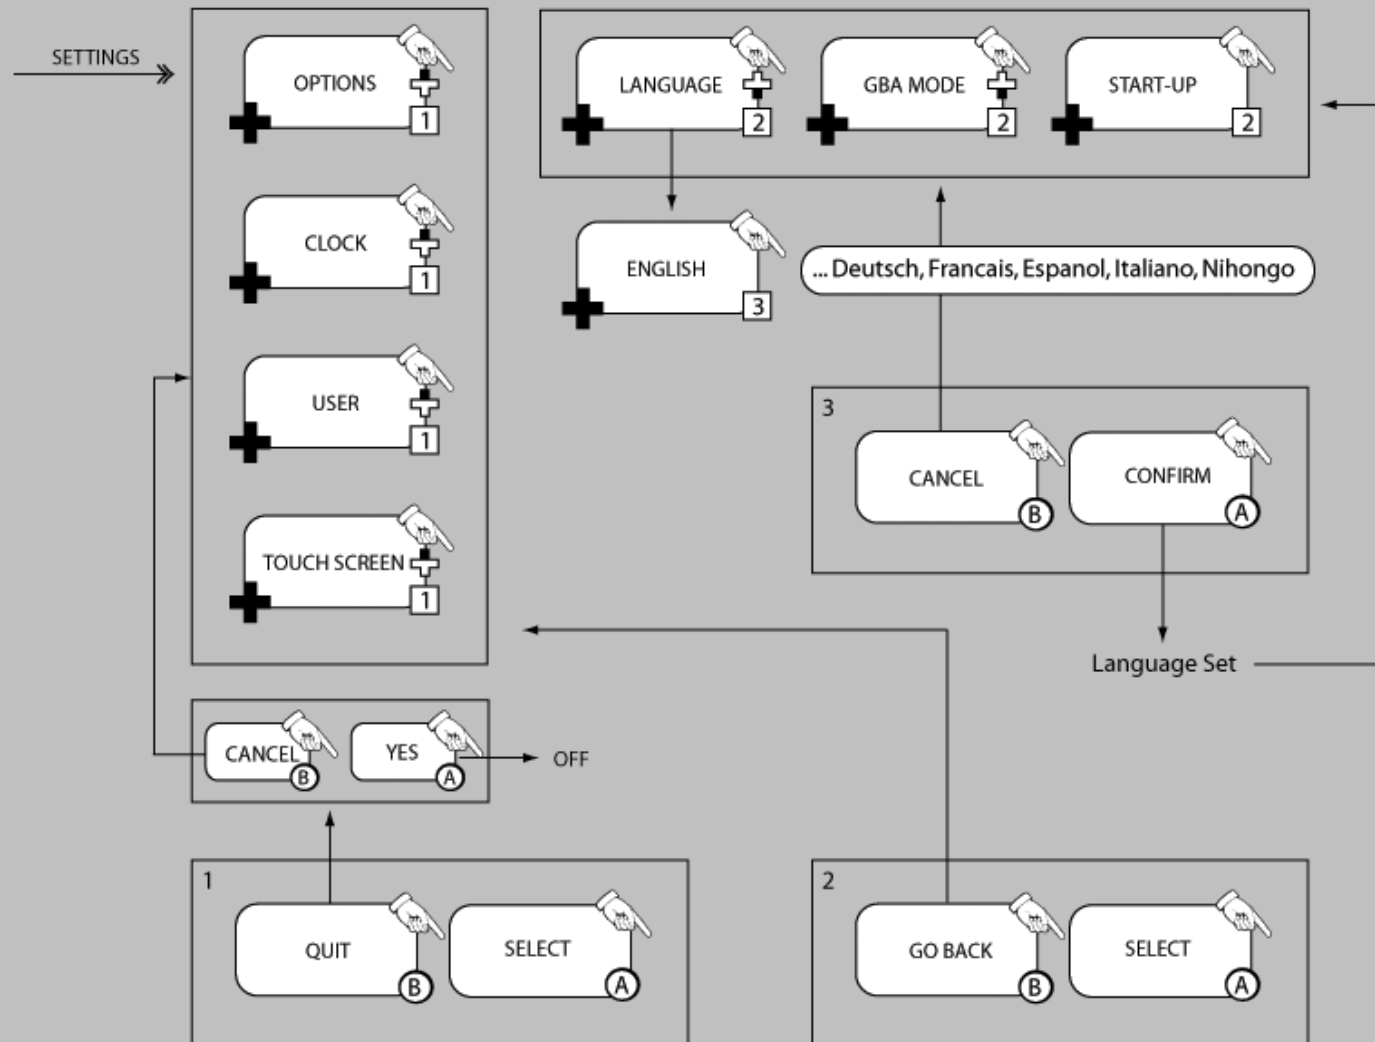 SETTINGS
OPTIONS
1
CLOCK
1
USER
1
TOUCH SCREEN
1
LANGUAGE
2
GBA MODE
2
START-UP
2
ENGLISH
3
... Deutsch, Francais, Espanol, Italiano, Nihongo
3
CANCEL
B
CONFIRM
A
Language Set
CANCEL
B
YES
A
OFF
1
QUIT
B
SELECT
A
2
GO BACK
B
SELECT
A